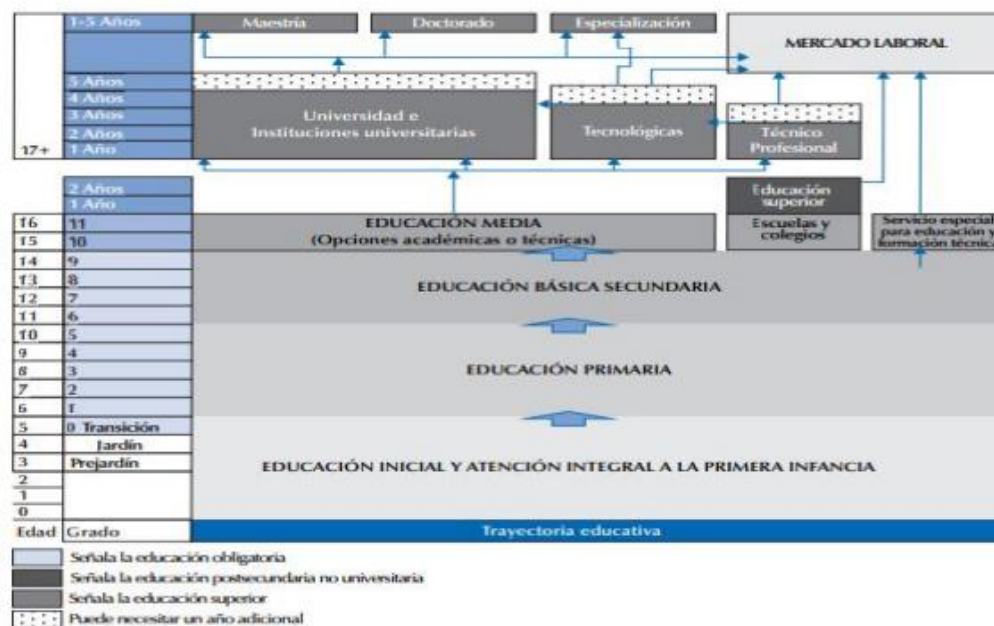 1-5 Años
Maestría
Doctorado
Especialización
MERCADO LABORAL
5 Años
4 Años
3 Años
2 Años
17+
1 Año
Universidad e
Instituciones universitarias
Tecnológicas
Técnico
Profesional
2 Años
1 Año
Educación
superior
16
11
15
10
EDUCACIÓN MEDIA
(Opciones académicas o técnicas)
Escuelas y
colegios
Servicio especial
para educación y
formación técnica
14
9
13
8
12
7
11
6
EDUCACIÓN BÁSICA SECUNDARIA
10
5
9
4
8
3
7
2
6
1
EDUCACIÓN PRIMARIA
5
0 Transición
4
Jardín
3
Prejardín
2
1
0
EDUCACIÓN INICIAL Y ATENCIÓN INTEGRAL A LA PRIMERA INFANCIA
Edad
Grado
Trayectoria educativa
Señala la educación obligatoria
Señala la educación postsecundaria no universitaria
Señala la educación superior
Puede necesitar un año adicional